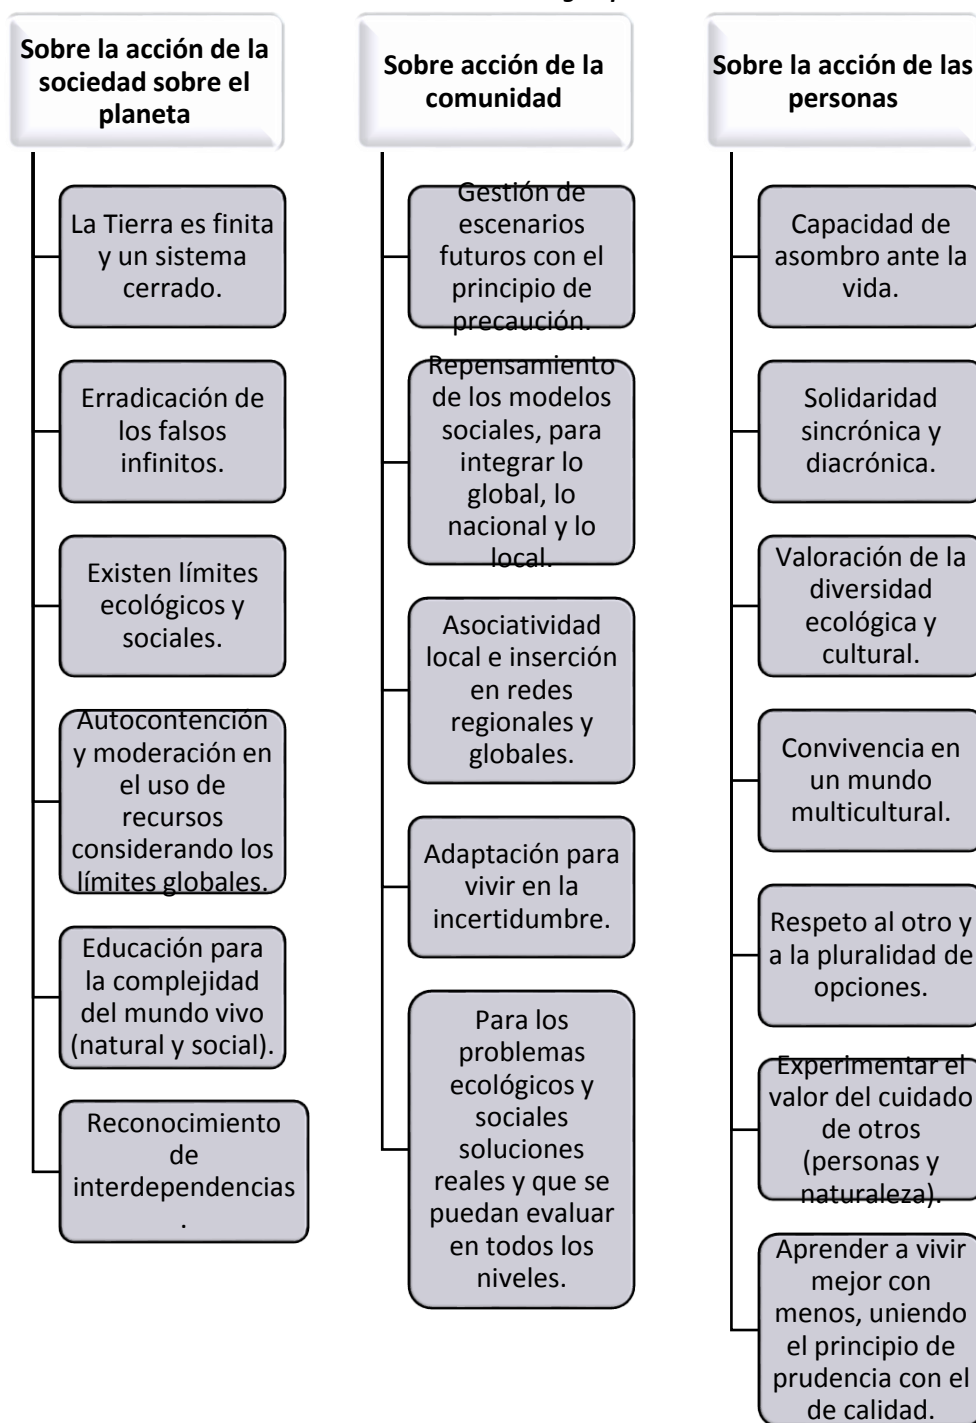 Sobre la acción de la
sociedad sobre el
planeta
La Tierra es finita
y un sistema
cerrado.
Erradicación de
los falsos
infinitos.
Existen límites
ecológicos y
sociales.
Autocontención
y moderación en
el uso de
recursos
considerando los
límites globales.
Educación para
la complejidad
del mundo vivo
(natural y social).
Reconocimiento
de
interdependencias
.
Sobre acción de la
comunidad
Gestión de
escenarios
futuros con el
principio de
precaución.
Repensamiento
de los modelos
sociales, para
integrar lo
global, lo
nacional y lo
local.
Asociatividad
local e inserción
en redes
regionales y
globales.
Adaptación para
vivir en la
incertidumbre.
Para los
problemas
ecológicos y
sociales
soluciones
reales y que se
puedan evaluar
en todos los
niveles.
Sobre la acción de las
personas
Capacidad de
asombro ante la
vida.
Solidaridad
sincrónica y
diacrónica.
Valoración de la
diversidad
ecológica y
cultural.
Convivencia en
un mundo
multicultural.
Respeto al otro y
a la pluralidad de
opciones.
Experimentar el
valor del cuidado
de otros
(personas y
naturaleza).
Aprender a vivir
mejor con
menos, uniendo
el principio de
prudencia con el
de calidad.